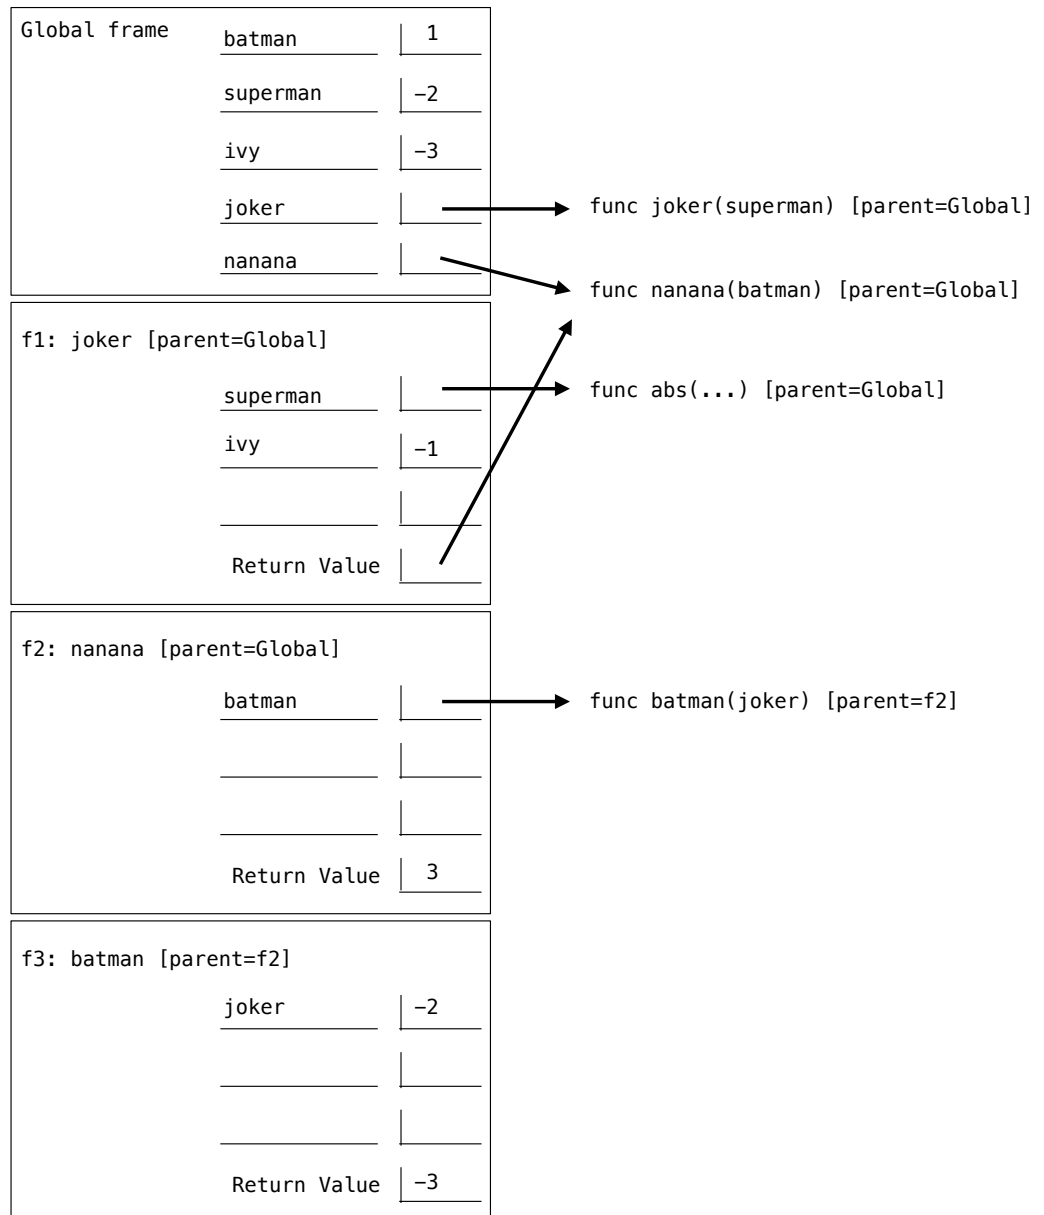 Global frame
batman 1
superman −2
ivy −3
joker func joker(superman) [parent=Global]
nanana func nanana(batman) [parent=Global]
f1: joker [parent=Global]
superman func abs(...) [parent=Global]
ivy −1
Return Value
f2: nanana [parent=Global]
batman func batman(joker) [parent=f2]
Return Value 3
f3: batman [parent=f2]
joker −2
Return Value −3